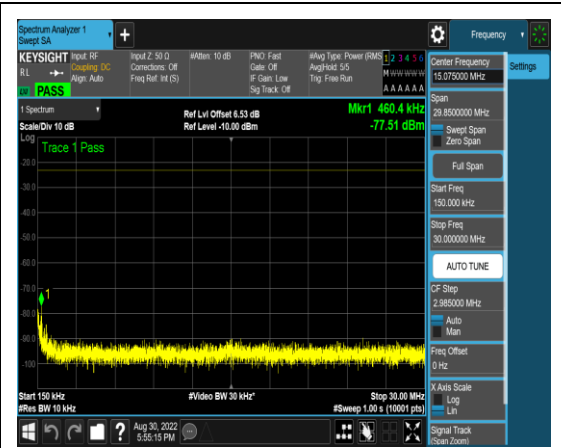 Spectrum Analyzer 1
Swept SA
+
Frequency
KEYSIGHT
Input: RF
Input Z: 50 Ω
#Atten: 10 dB
PNO: Fast
#Avg Type: Power (RMS
1 2 3 4 5 6
RL
Coupling: DC
Corrections: Off
Gate: Off
Avg|Hold: 5/5
M W W W W W
Align: Auto
Freq Ref: Int (S)
IF Gain: Low
Trig: Free Run
A A A A A A
Sig Track: Off
PASS
1 Spectrum
Scale/Div 10 dB
Ref Lvl Offset 6.53 dB
Ref Level -10.00 dBm
Mkr1 460.4 kHz
-77.51 dBm
Log
Trace 1 Pass
-20.0
-30.0
-40.0
-50.0
-60.0
-70.0
-80.0
-90.0
-100
1
Start 150 kHz
#Video BW 30 kHz*
Stop 30.00 MHz
#Res BW 10 kHz
#Sweep 1.00 s (10001 pts)
Center Frequency
15.075000 MHz
Settings
Span
29.8500000 MHz
Swept Span
Zero Span
Full Span
Start Freq
150.000 kHz
Stop Freq
30.000000 MHz
AUTO TUNE
CF Step
2.985000 MHz
Auto
Man
Freq Offset
0 Hz
X Axis Scale
Log
Lin
Signal Track
(Span Zoom)
?
Aug 30, 2022
5:55:15 PM